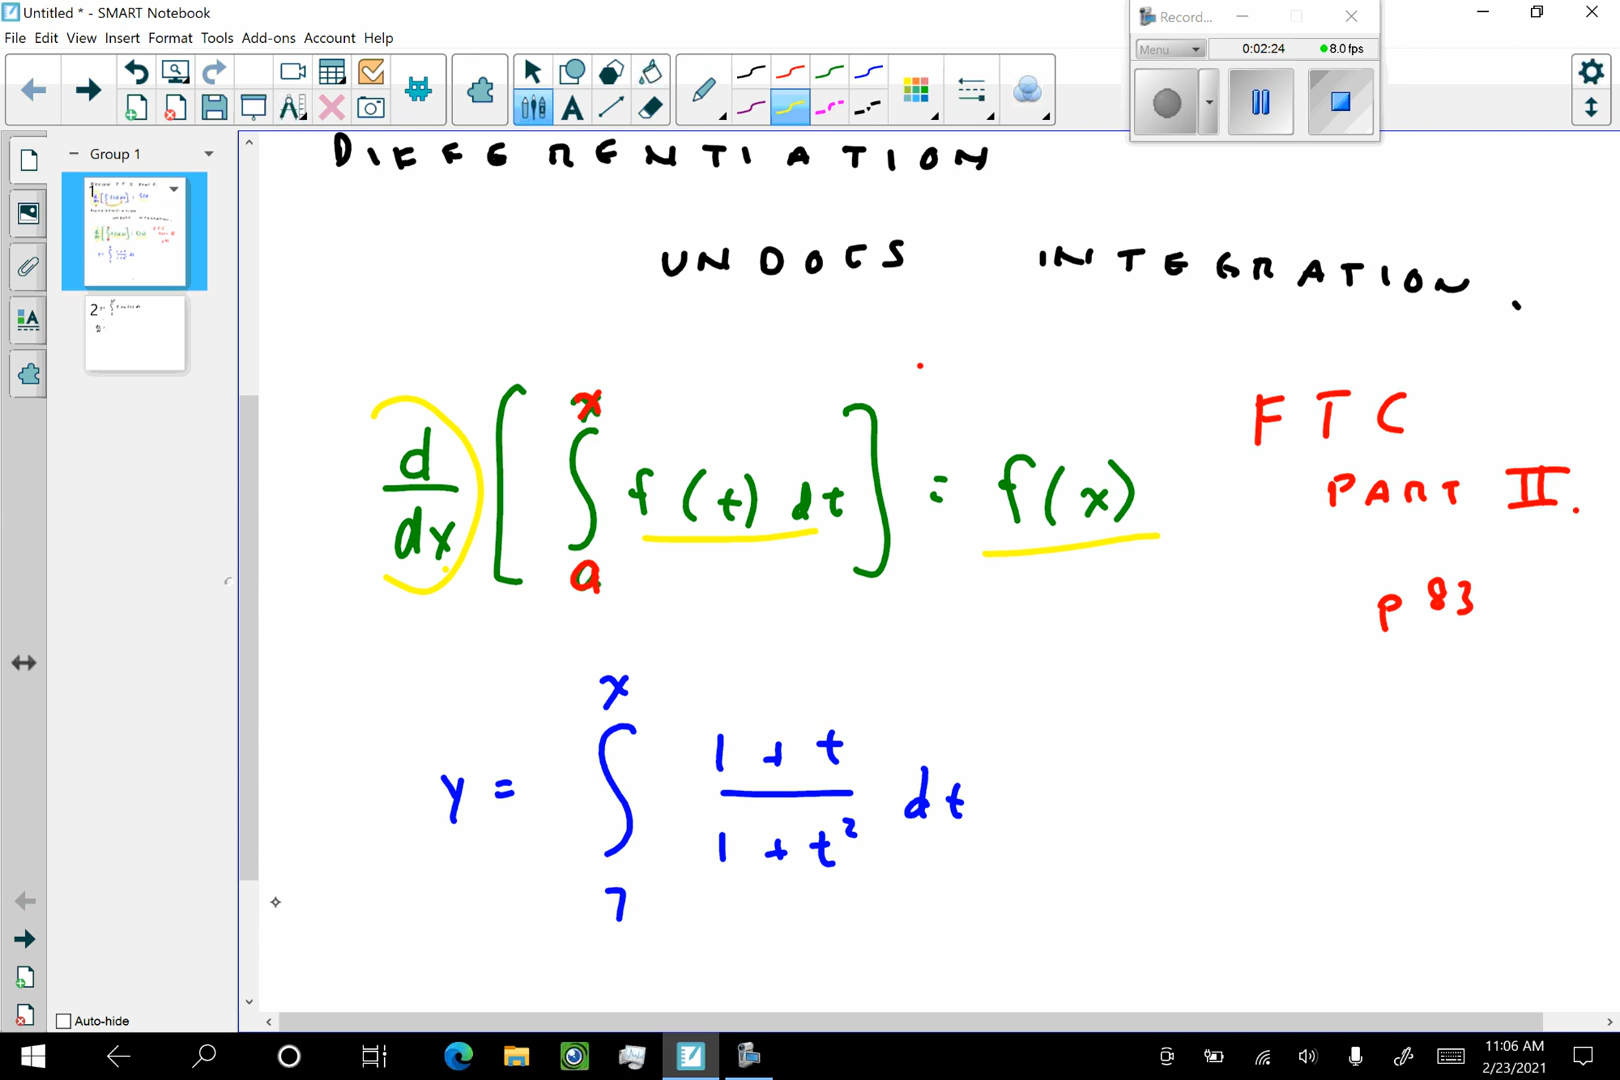 Untitled * - SMART Notebook
File Edit View Insert Format Tools Add-ons Account Help
Record...
Menu 0:02:24 8.0 fps
Group 1
1
2
DIFFERENTIATION
UNDOES INTEGRATION.
d/dx [ ∫ₐˣ f(t) dt ] = f(x)
FTC
PART II.
p 83
y = ∫₇ˣ (1 + t)/(1 + t²) dt
Auto-hide
11:06 AM
2/23/2021